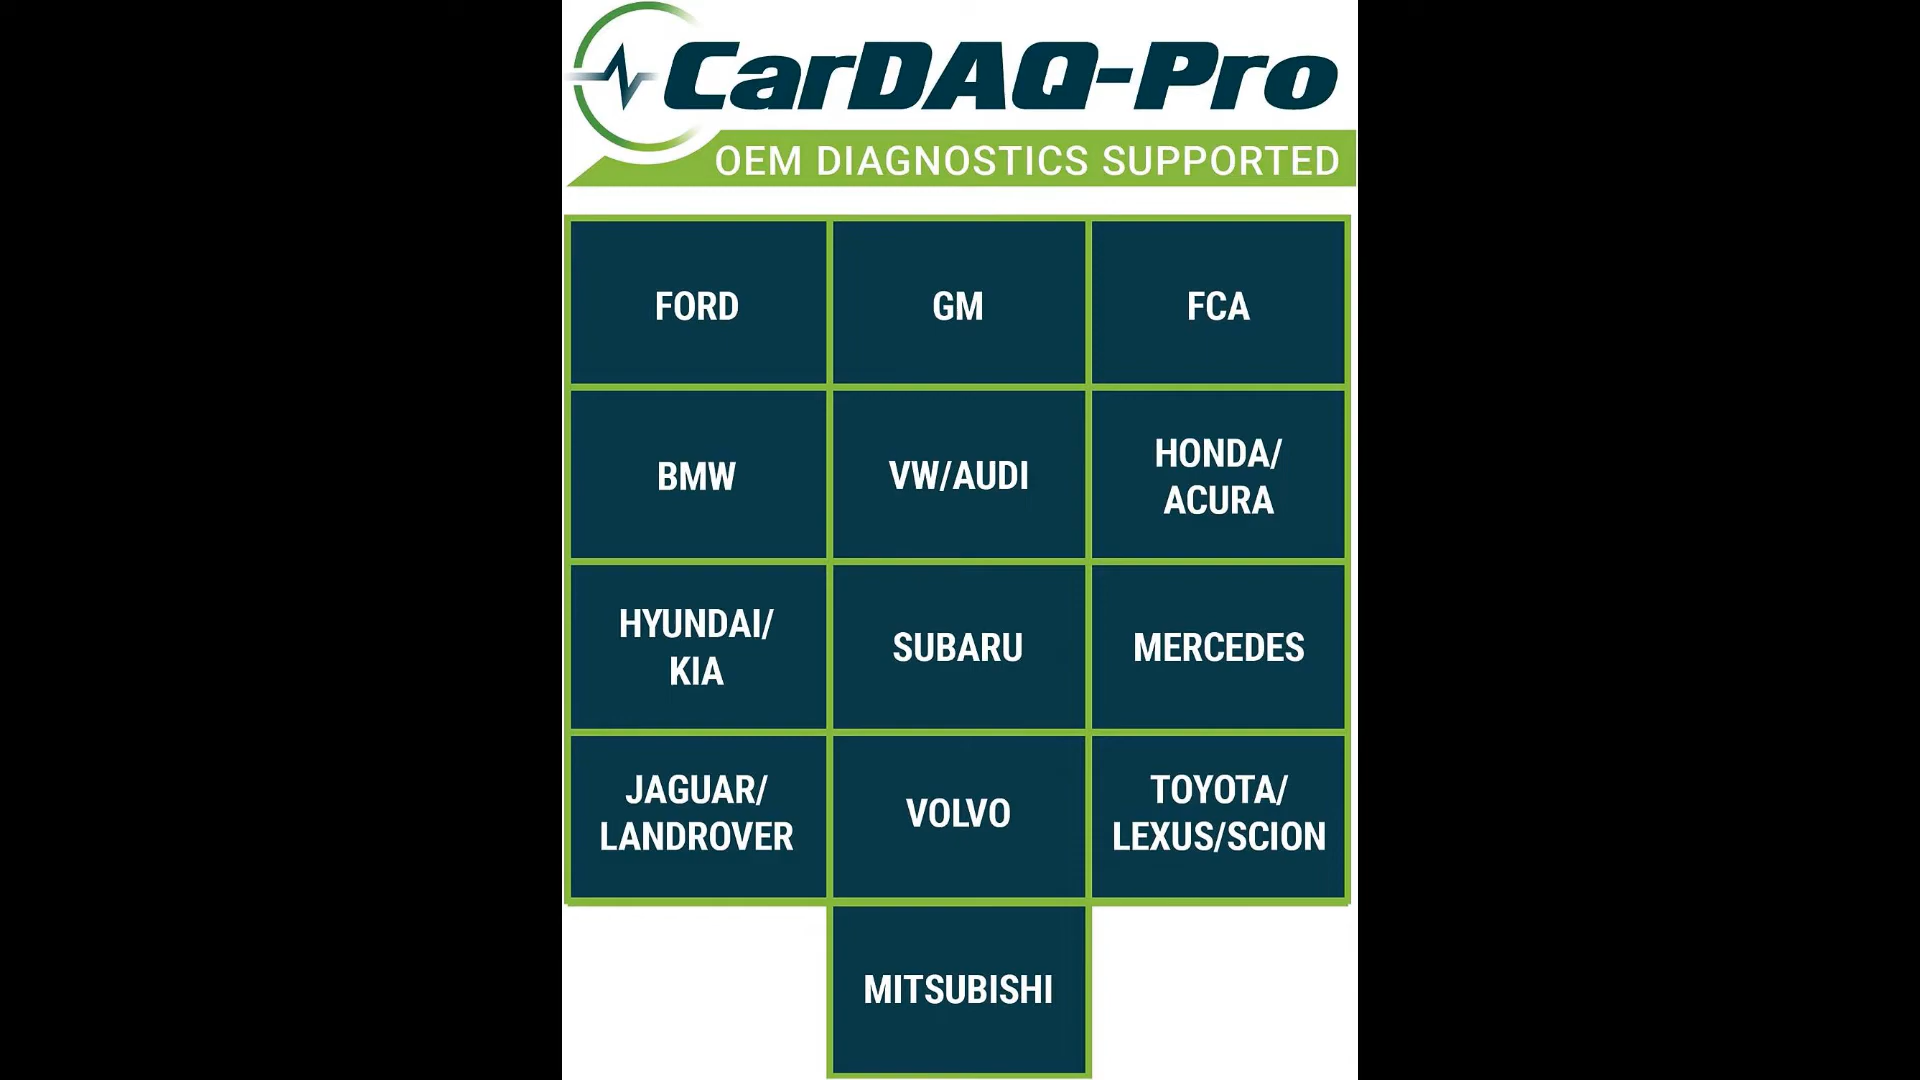 CarDAQ-Pro
OEM DIAGNOSTICS SUPPORTED
FORD
GM
FCA
BMW
VW/AUDI
HONDA/
ACURA
HYUNDAI/
KIA
SUBARU
MERCEDES
JAGUAR/
LANDROVER
VOLVO
TOYOTA/
LEXUS/SCION
MITSUBISHI